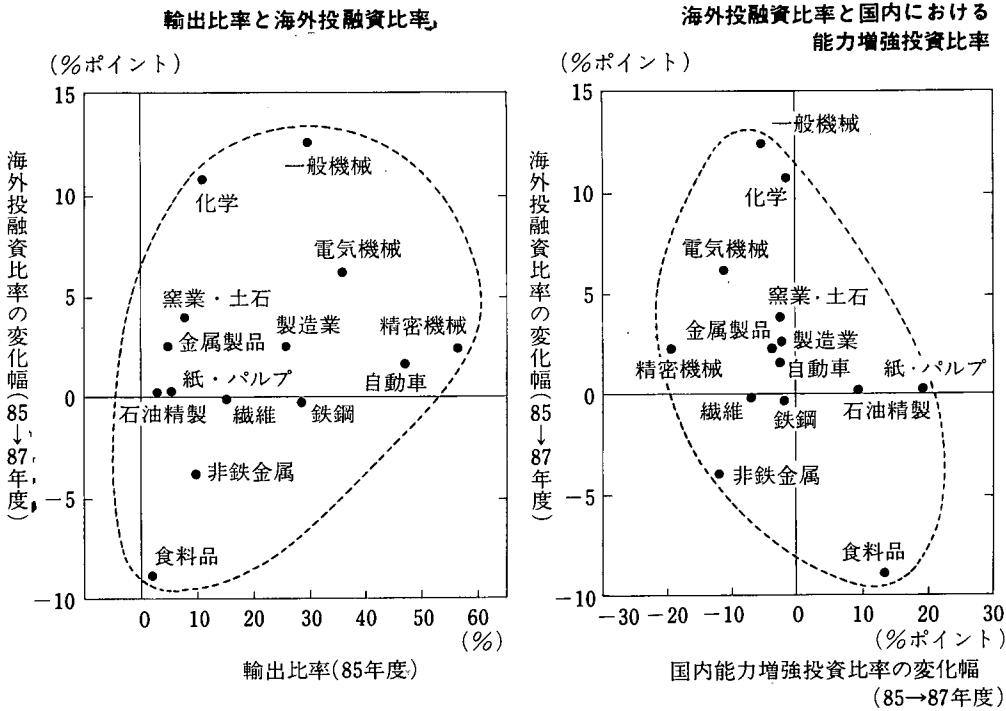 輸出比率と海外投融資比率
(%ポイント)
海外投融資比率の変化幅(85→87年度)
15
10
5
0
-5
-10
一般機械
化学
電気機械
窯業・土石
金属製品
製造業
精密機械
紙・パルプ
自動車
石油精製
繊維
鉄鋼
非鉄金属
食料品
0 10 20 30 40 50 60
(%)
輸出比率(85年度)
海外投融資比率と国内における
能力増強投資比率
(%ポイント)
海外投融資比率の変化幅(85→87年度)
15
10
5
0
-5
-10
一般機械
化学
電気機械
窯業・土石
金属製品
製造業
精密機械
自動車
紙・パルプ
繊維
鉄鋼
石油精製
非鉄金属
食料品
-30 -20 -10 0 10 20 30
(%ポイント)
国内能力増強投資比率の変化幅
(85→87年度)